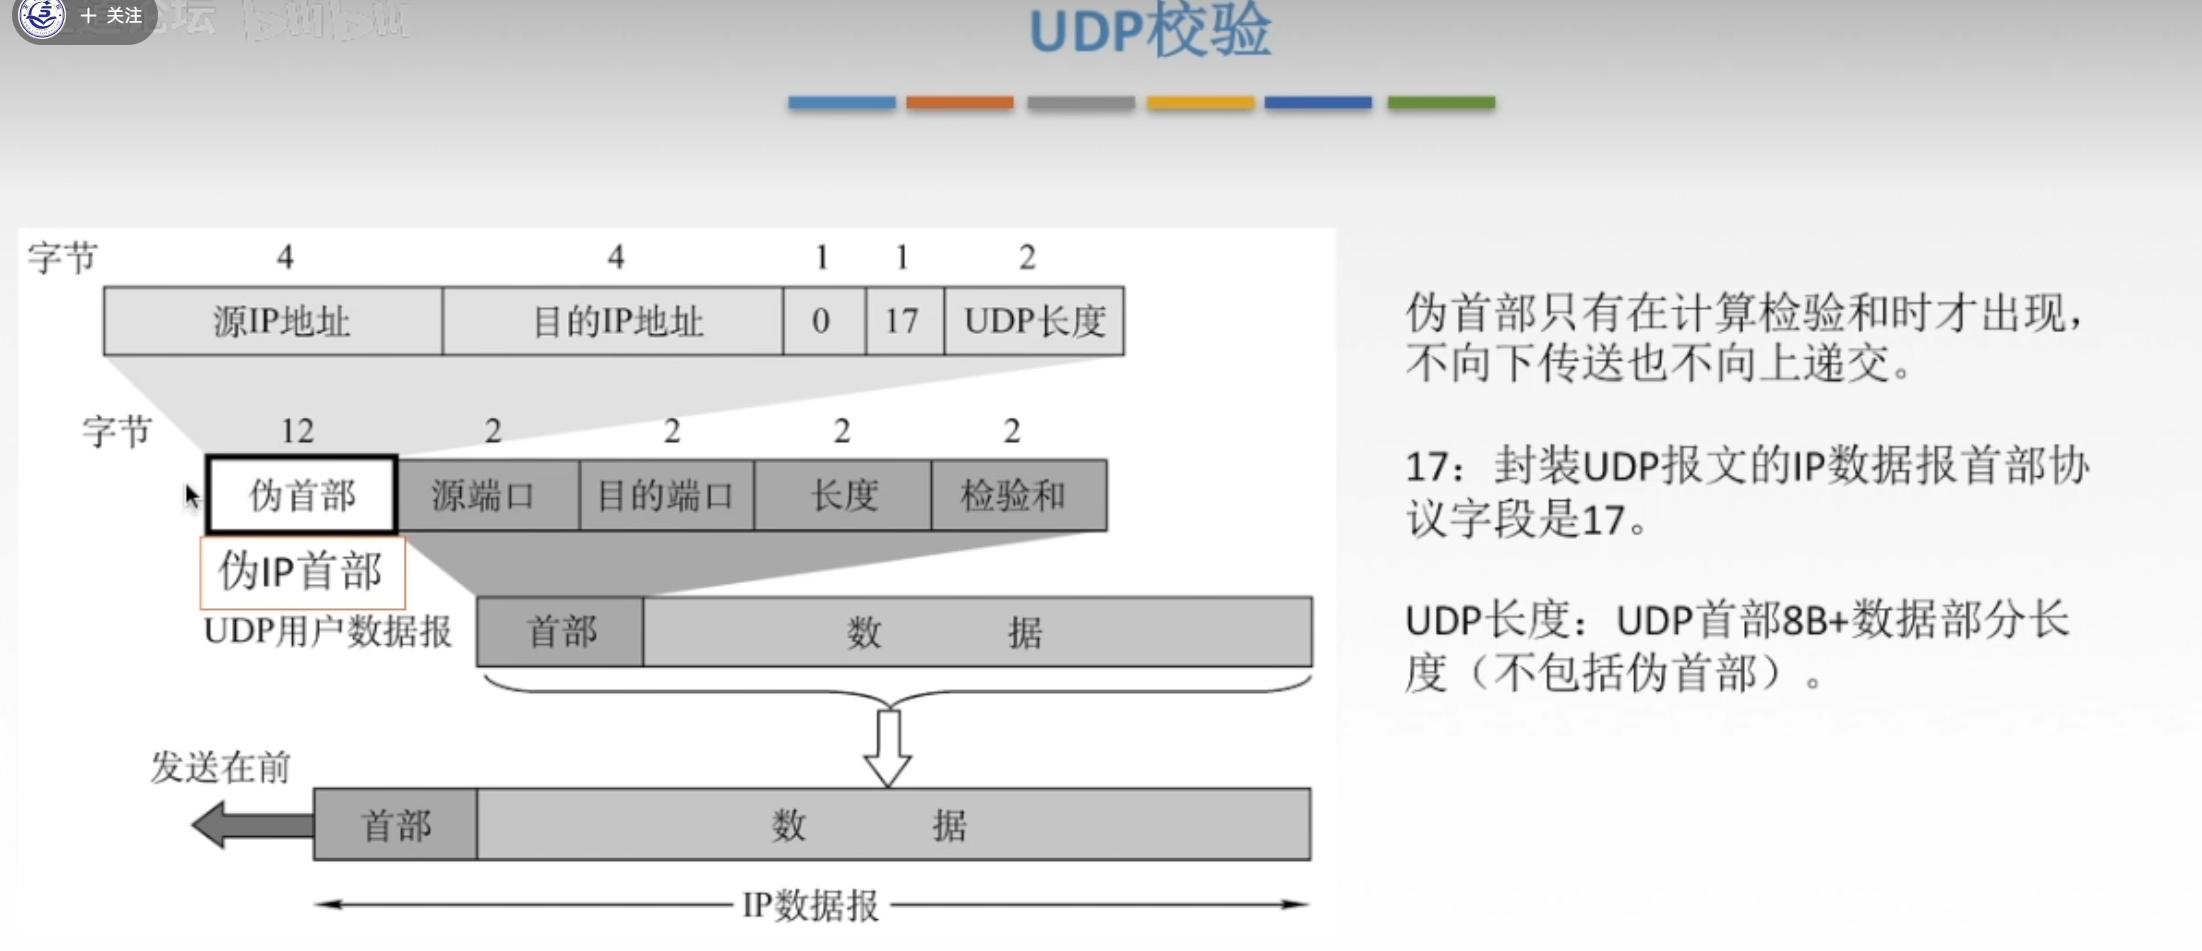 + 关注
论坛
UDP校验
字节 4 4 1 1 2
源IP地址 目的IP地址 0 17 UDP长度
字节 12 2 2 2 2
伪首部 源端口 目的端口 长度 检验和
伪IP首部
UDP用户数据报 首部 数 据
发送在前
首部 数 据
IP数据报
伪首部只有在计算检验和时才出现，
不向下传送也不向上递交。
17：封装UDP报文的IP数据报首部协
议字段是17。
UDP长度：UDP首部8B+数据部分长
度（不包括伪首部）。